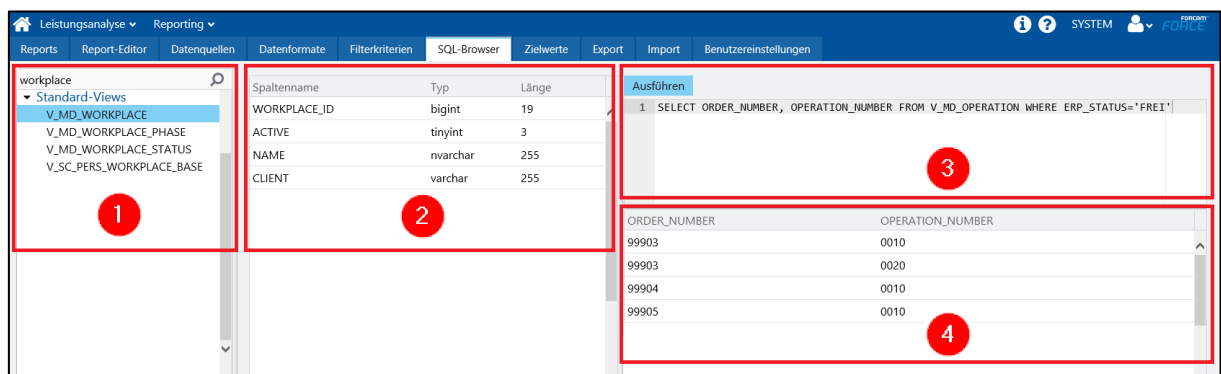 Leistungsanalyse Reporting SYSTEM FORCAM FORCE
Reports Report-Editor Datenquellen Datenformate Filterkriterien SQL-Browser Zielwerte Export Import Benutzereinstellungen
workplace
Standard-Views
V_MD_WORKPLACE
V_MD_WORKPLACE_PHASE
V_MD_WORKPLACE_STATUS
V_SC_PERS_WORKPLACE_BASE
1
Spaltenname Typ Länge
WORKPLACE_ID bigint 19
ACTIVE tinyint 3
NAME nvarchar 255
CLIENT varchar 255
2
Ausführen
1 SELECT ORDER_NUMBER, OPERATION_NUMBER FROM V_MD_OPERATION WHERE ERP_STATUS='FREI'
3
ORDER_NUMBER OPERATION_NUMBER
99903 0010
99903 0020
99904 0010
99905 0010
4